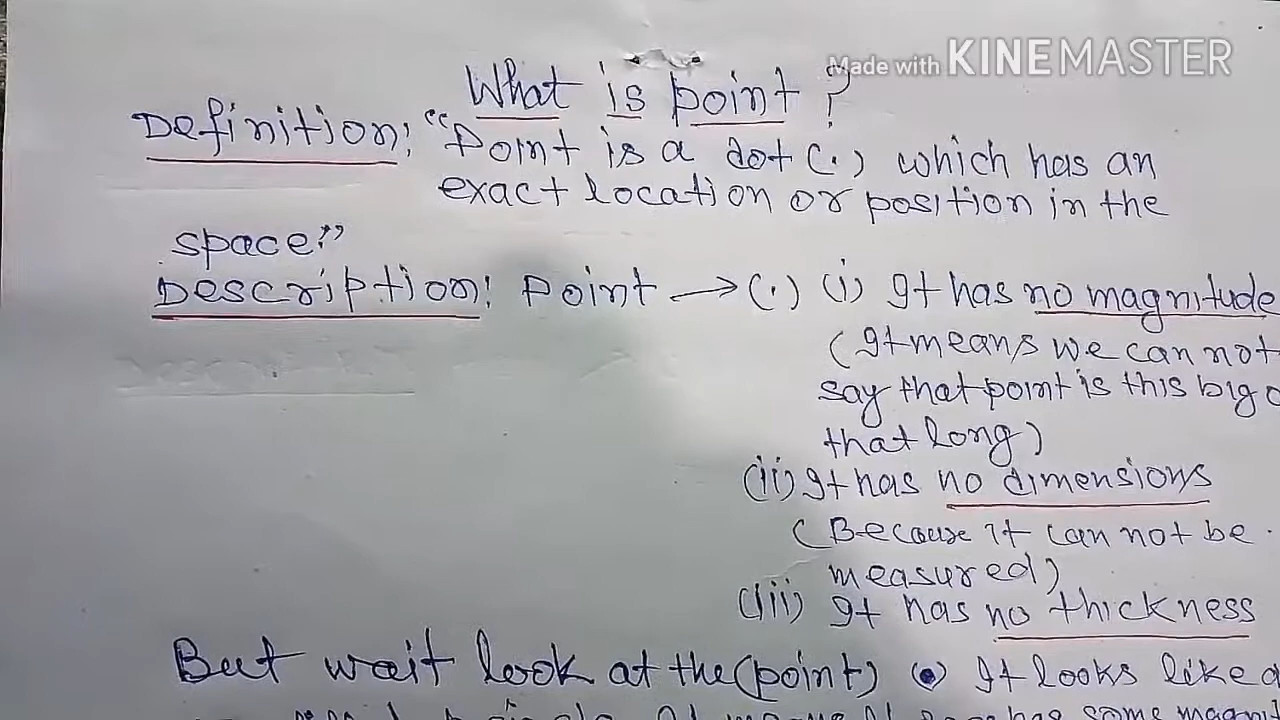 Made with KINEMASTER
What is point ?
Definition: "Point is a dot (.) which has an
exact location or position in the
space."
Description: Point → (.) (i) It has no magnitude
(It means we can not
say that point is this big
that long)
(ii) It has no dimensions
(Because it can not be
measured)
(iii) It has no thickness
But wait look at the (point) (•) It looks like a